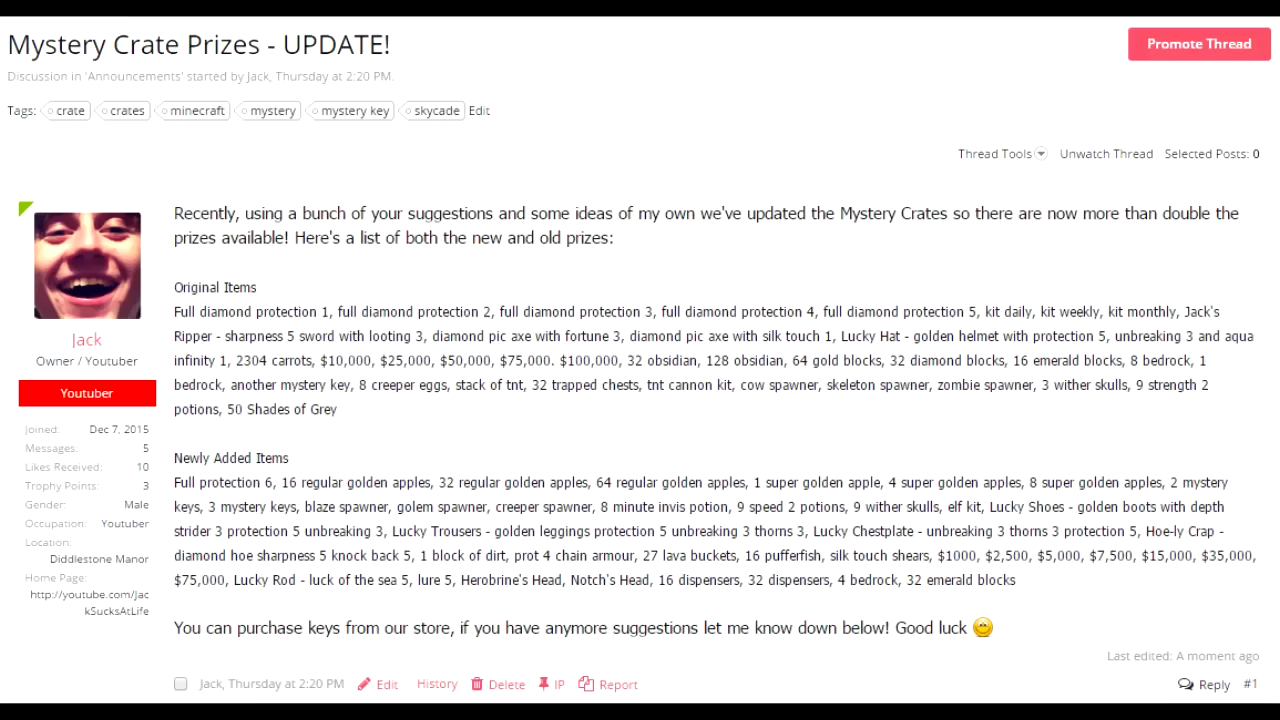 Mystery Crate Prizes - UPDATE!
Promote Thread
Discussion in 'Announcements' started by Jack, Thursday at 2:20 PM.
Tags: crate crates minecraft mystery mystery key skycade Edit
Thread Tools Unwatch Thread Selected Posts: 0
Jack
Owner / Youtuber
Youtuber
Joined: Dec 7, 2015
Messages: 5
Likes Received: 10
Trophy Points: 3
Gender: Male
Occupation: Youtuber
Location:
Diddlestone Manor
Home Page:
http://youtube.com/Jac
kSucksAtLife
Recently, using a bunch of your suggestions and some ideas of my own we've updated the Mystery Crates so there are now more than double the
prizes available! Here's a list of both the new and old prizes:
Original Items
Full diamond protection 1, full diamond protection 2, full diamond protection 3, full diamond protection 4, full diamond protection 5, kit daily, kit weekly, kit monthly, Jack's
Ripper - sharpness 5 sword with looting 3, diamond pic axe with fortune 3, diamond pic axe with silk touch 1, Lucky Hat - golden helmet with protection 5, unbreaking 3 and aqua
infinity 1, 2304 carrots, $10,000, $25,000, $50,000, $75,000. $100,000, 32 obsidian, 128 obsidian, 64 gold blocks, 32 diamond blocks, 16 emerald blocks, 8 bedrock, 1
bedrock, another mystery key, 8 creeper eggs, stack of tnt, 32 trapped chests, tnt cannon kit, cow spawner, skeleton spawner, zombie spawner, 3 wither skulls, 9 strength 2
potions, 50 Shades of Grey
Newly Added Items
Full protection 6, 16 regular golden apples, 32 regular golden apples, 64 regular golden apples, 1 super golden apple, 4 super golden apples, 8 super golden apples, 2 mystery
keys, 3 mystery keys, blaze spawner, golem spawner, creeper spawner, 8 minute invis potion, 9 speed 2 potions, 9 wither skulls, elf kit, Lucky Shoes - golden boots with depth
strider 3 protection 5 unbreaking 3, Lucky Trousers - golden leggings protection 5 unbreaking 3 thorns 3, Lucky Chestplate - unbreaking 3 thorns 3 protection 5, Hoe-ly Crap -
diamond hoe sharpness 5 knock back 5, 1 block of dirt, prot 4 chain armour, 27 lava buckets, 16 pufferfish, silk touch shears, $1000, $2,500, $5,000, $7,500, $15,000, $35,000,
$75,000, Lucky Rod - luck of the sea 5, lure 5, Herobrine's Head, Notch's Head, 16 dispensers, 32 dispensers, 4 bedrock, 32 emerald blocks
You can purchase keys from our store, if you have anymore suggestions let me know down below! Good luck
Last edited: A moment ago
Jack, Thursday at 2:20 PM Edit History Delete IP Report
Reply #1